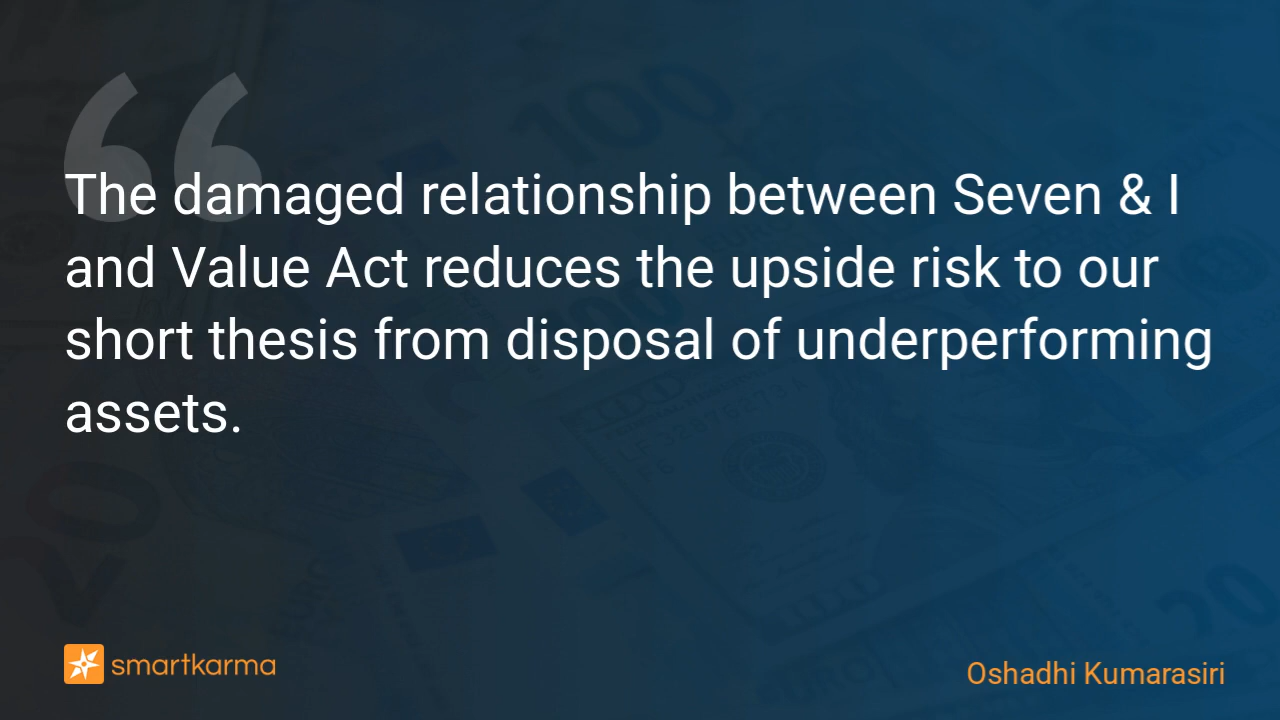 The damaged relationship between Seven & I
and Value Act reduces the upside risk to our
short thesis from disposal of underperforming
assets.
smartkarma
Oshadhi Kumarasiri